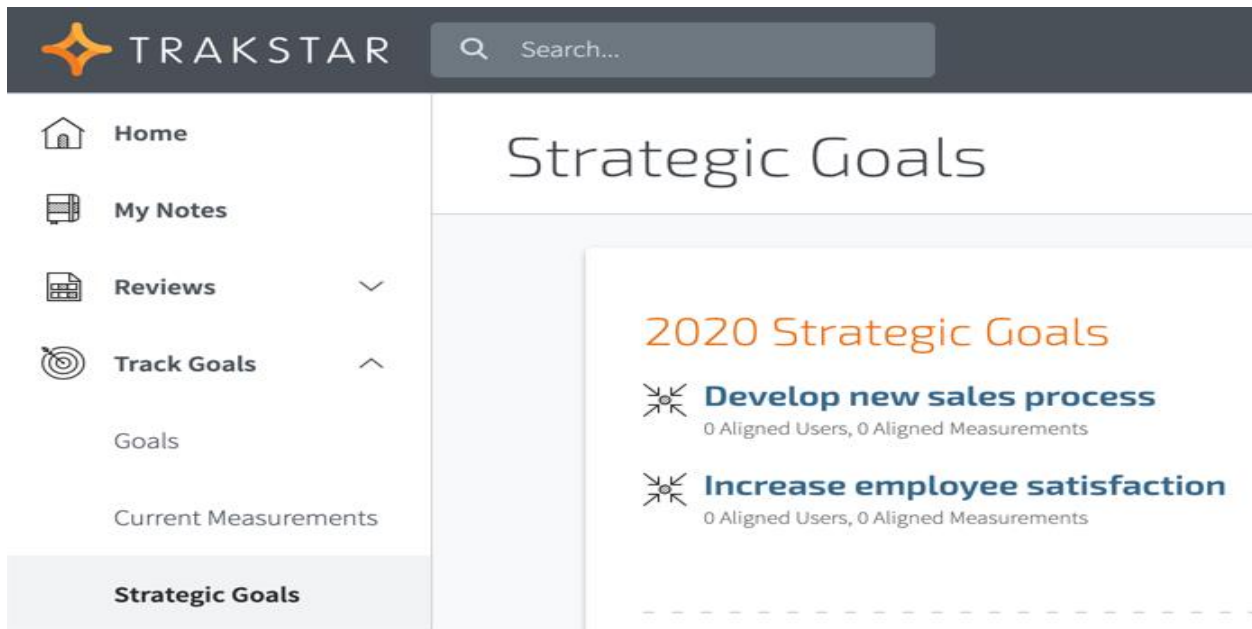 TRAKSTAR
Search...
Home
My Notes
Reviews
Track Goals
Goals
Current Measurements
Strategic Goals
Strategic Goals
2020 Strategic Goals
Develop new sales process
0 Aligned Users, 0 Aligned Measurements
Increase employee satisfaction
0 Aligned Users, 0 Aligned Measurements